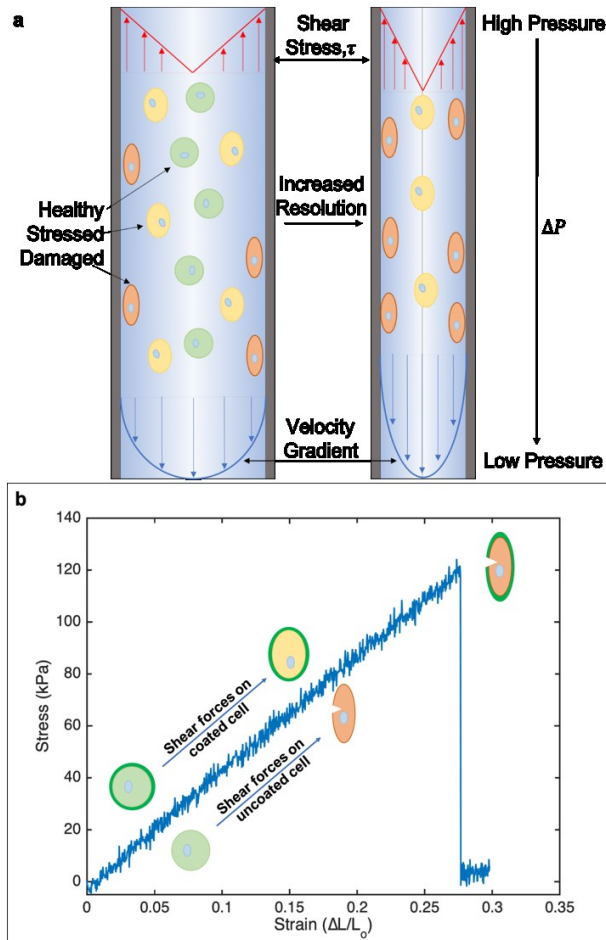 a
Shear
Stress,τ
High Pressure
Healthy
Stressed
Damaged
Increased
Resolution
ΔP
Velocity
Gradient
Low Pressure
b
140
120
100
80
60
40
20
0
Stress (kPa)
Shear forces on
coated cell
Shear forces on
uncoated cell
0
0.05
0.1
0.15
0.2
0.25
0.3
0.35
Strain (ΔL/Lo)